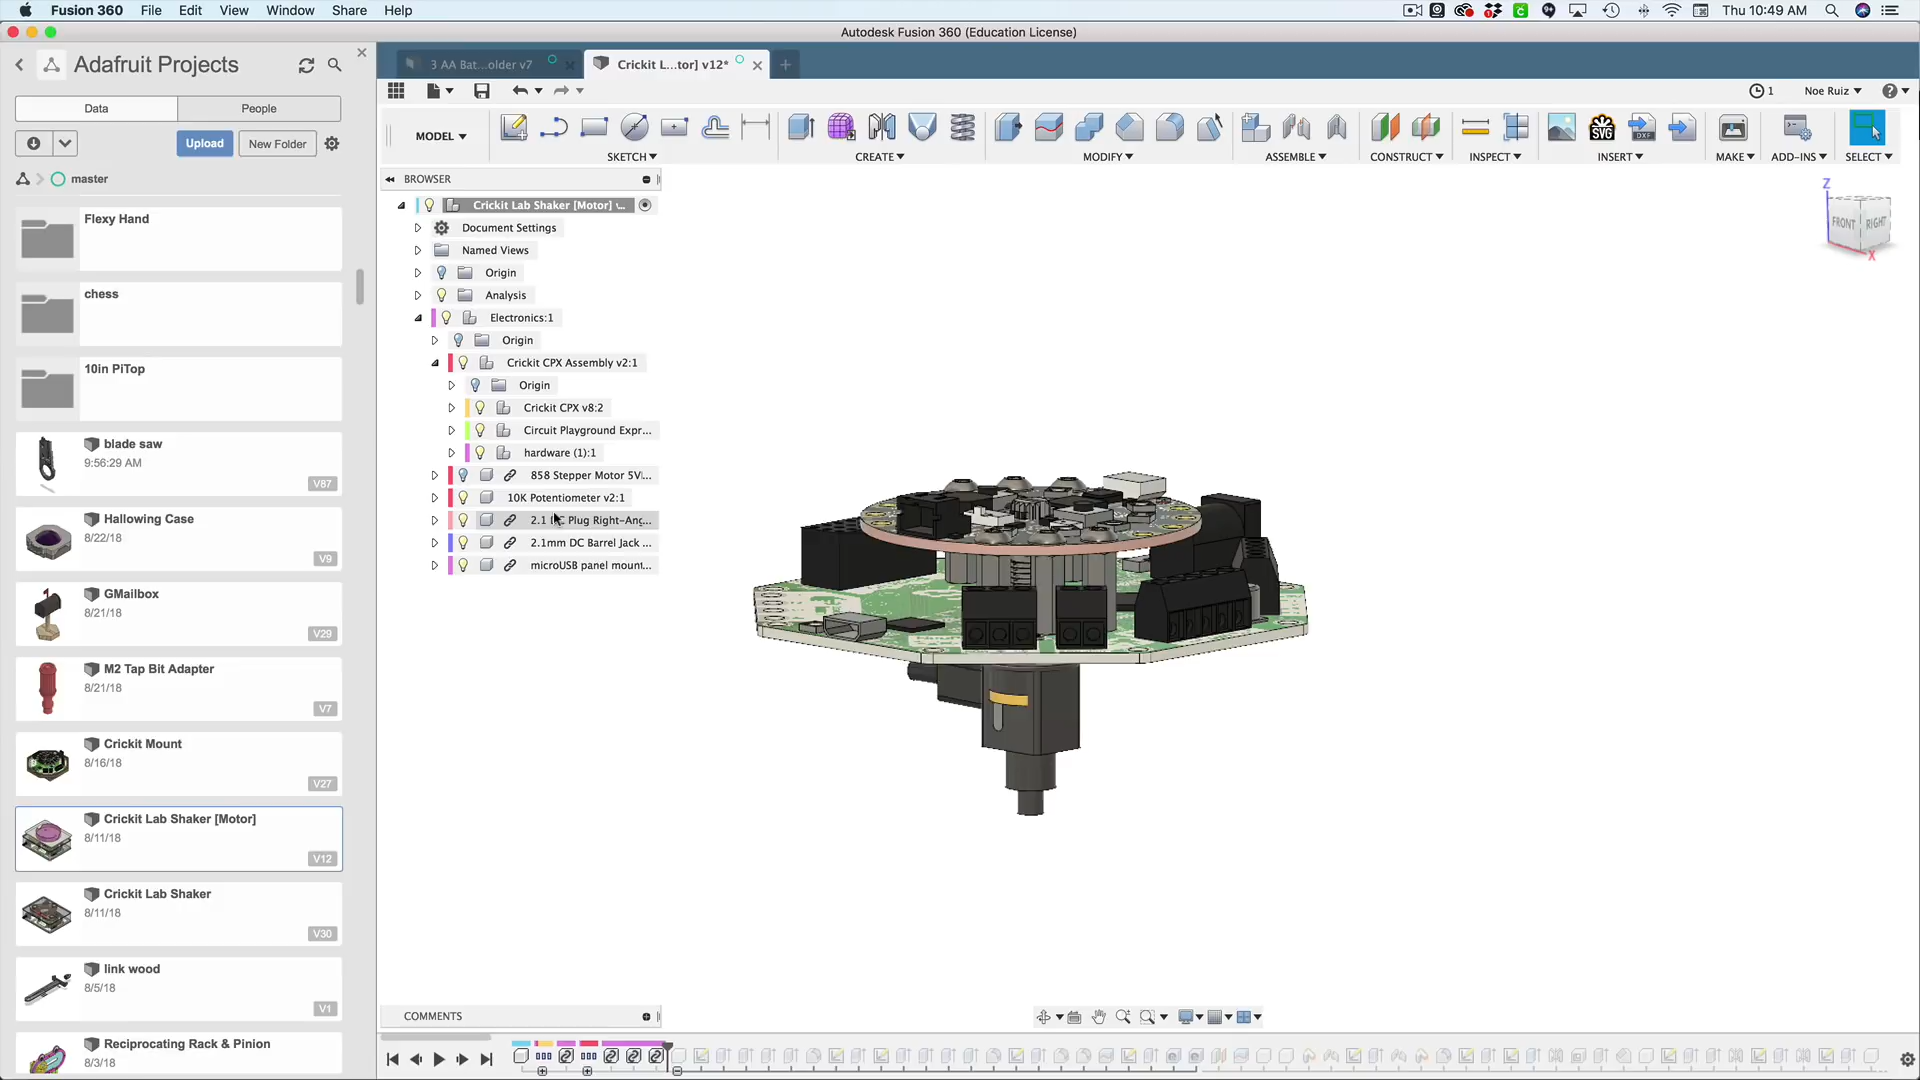 Fusion 360 File Edit View Window Share Help
Thu 10:49 AM
Autodesk Fusion 360 (Education License)
Adafruit Projects
3 AA Bat...older v7
Crickit L...tor] v12*
1
Noe Ruiz
Data
People
Upload
New Folder
master
MODEL
SKETCH
CREATE
MODIFY
ASSEMBLE
CONSTRUCT
INSPECT
INSERT
MAKE
ADD-INS
SELECT
SVG
DXF
BROWSER
Crickit Lab Shaker [Motor]
Document Settings
Named Views
Origin
Analysis
Electronics:1
Origin
Crickit CPX Assembly v2:1
Origin
Crickit CPX v8:2
Circuit Playground Expr...
hardware (1):1
858 Stepper Motor 5V
10K Potentiometer v2:1
2.1 Plug Right-Ang...
2.1mm DC Barrel Jack ...
microUSB panel mount...
Z
FRONT
RIGHT
X
Flexy Hand
chess
10in PiTop
blade saw
9:56:29 AM
V87
Hallowing Case
8/22/18
V9
GMailbox
8/21/18
V29
M2 Tap Bit Adapter
8/21/18
V7
Crickit Mount
8/16/18
V27
Crickit Lab Shaker [Motor]
8/11/18
V12
Crickit Lab Shaker
8/11/18
V30
link wood
8/5/18
V1
Reciprocating Rack & Pinion
8/3/18
COMMENTS